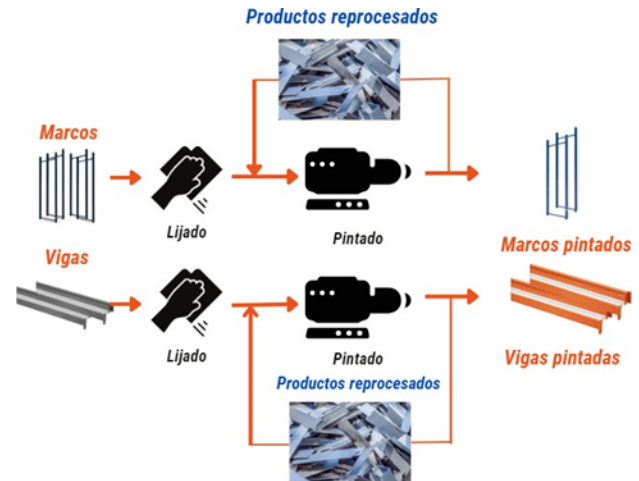 Productos reprocesados
Marcos
Lijado
Pintado
Marcos pintados
Vigas
Lijado
Pintado
Vigas pintadas
Productos reprocesados